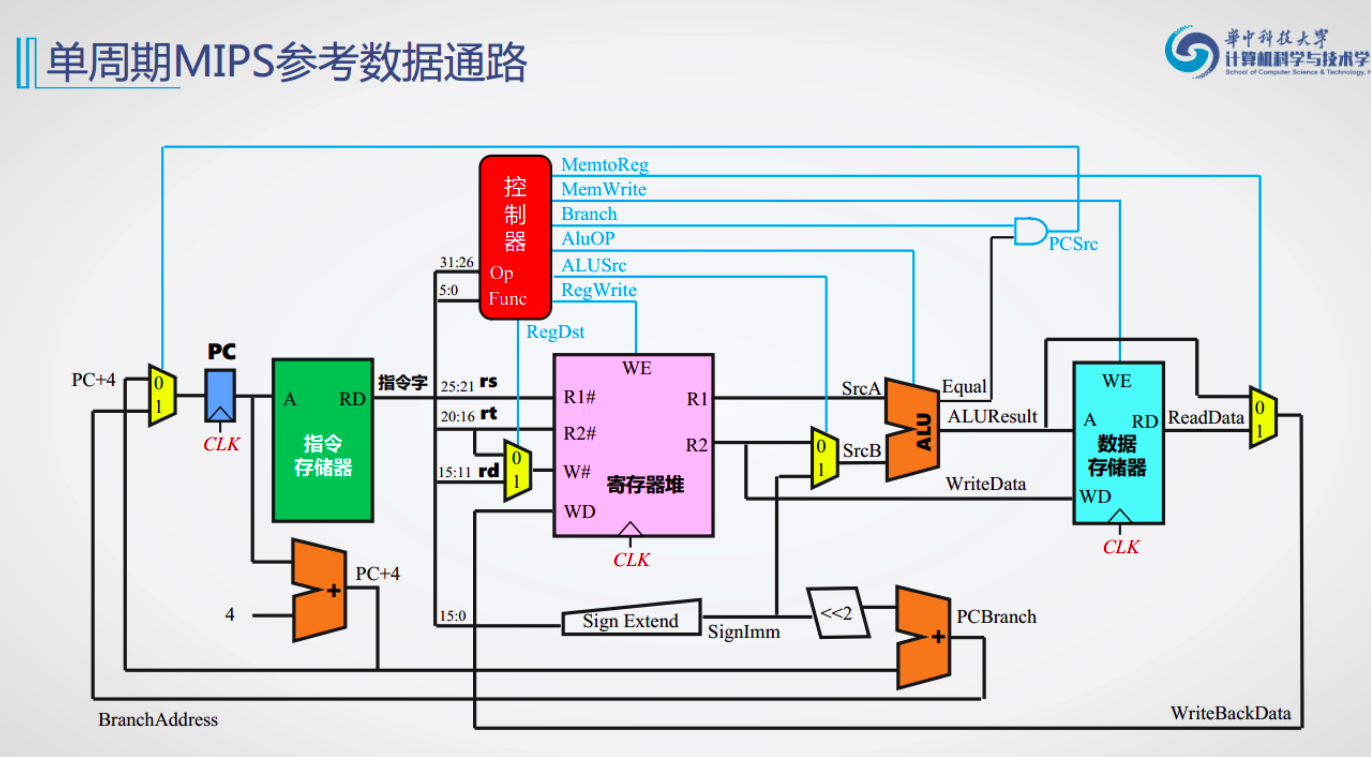 单周期MIPS参考数据通路
華中科技大学
计算机科学与技术学
School of Computer Science & Technology, H
控制器
Op
Func
MemtoReg
MemWrite
Branch
AluOP
ALUSrc
RegWrite
RegDst
PCSrc
31:26
5:0
PC+4
0
1
PC
CLK
A
RD
指令
存储器
指令字
25:21 rs
20:16 rt
15:11 rd
0
1
WE
R1#
R2#
W#
WD
R1
R2
寄存器堆
CLK
0
1
SrcA
SrcB
ALU
Equal
ALUResult
WriteData
WE
A
RD
数据
存储器
WD
CLK
ReadData
0
1
4
+
PC+4
15:0
Sign Extend
SignImm
<<2
+
PCBranch
BranchAddress
WriteBackData